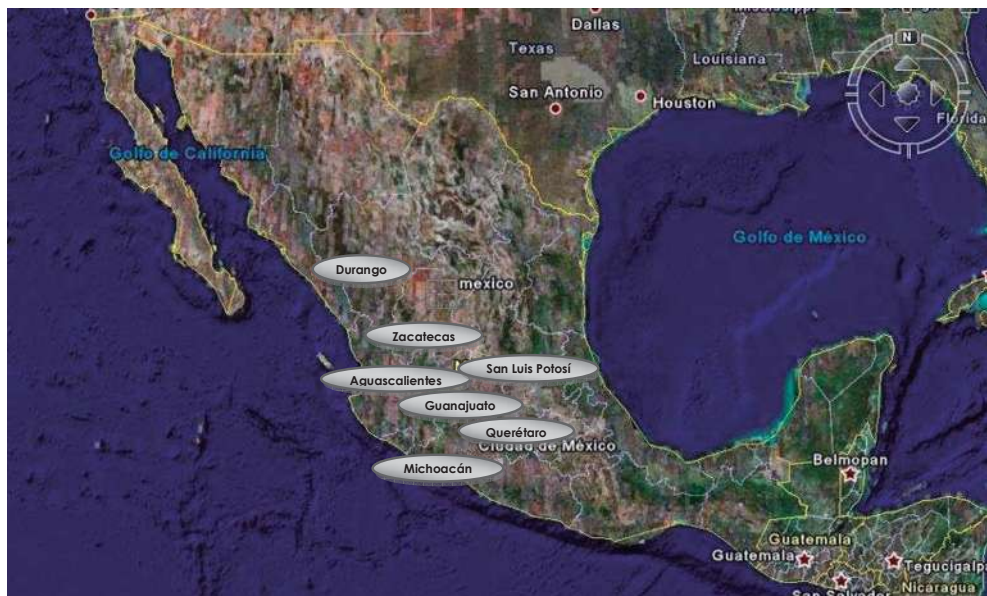 Dallas
Texas
Louisiana
N
San Antonio
Houston
Florida
Golfo de California
Golfo de México
Durango
mexico
Zacatecas
San Luis Potosí
Aguascalientes
Guanajuato
Querétaro
Ciudad de México
Michoacán
Belmopan
Guatemala
Guatemala
Tegucigalpa
Nicaragua
San Salvador